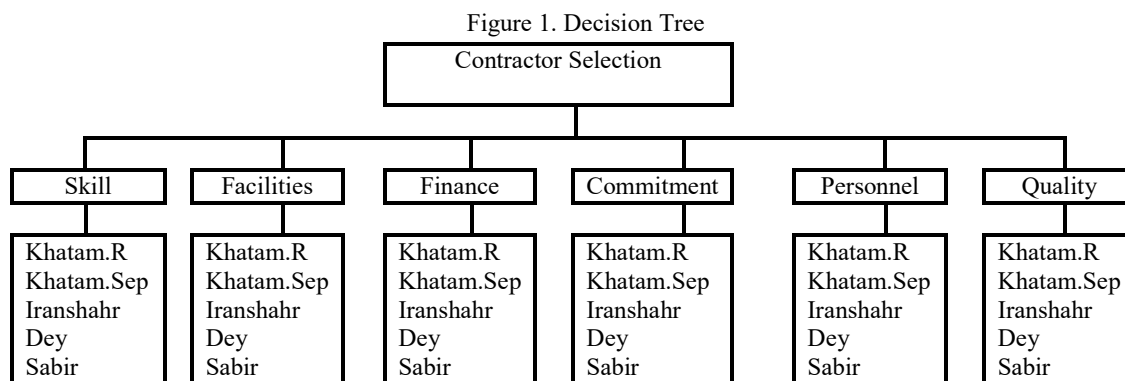 Figure 1. Decision Tree
Contractor Selection
Skill
Facilities
Finance
Commitment
Personnel
Quality
Khatam.R
Khatam.Sep
Iranshahr
Dey
Sabir
Khatam.R
Khatam.Sep
Iranshahr
Dey
Sabir
Khatam.R
Khatam.Sep
Iranshahr
Dey
Sabir
Khatam.R
Khatam.Sep
Iranshahr
Dey
Sabir
Khatam.R
Khatam.Sep
Iranshahr
Dey
Sabir
Khatam.R
Khatam.Sep
Iranshahr
Dey
Sabir